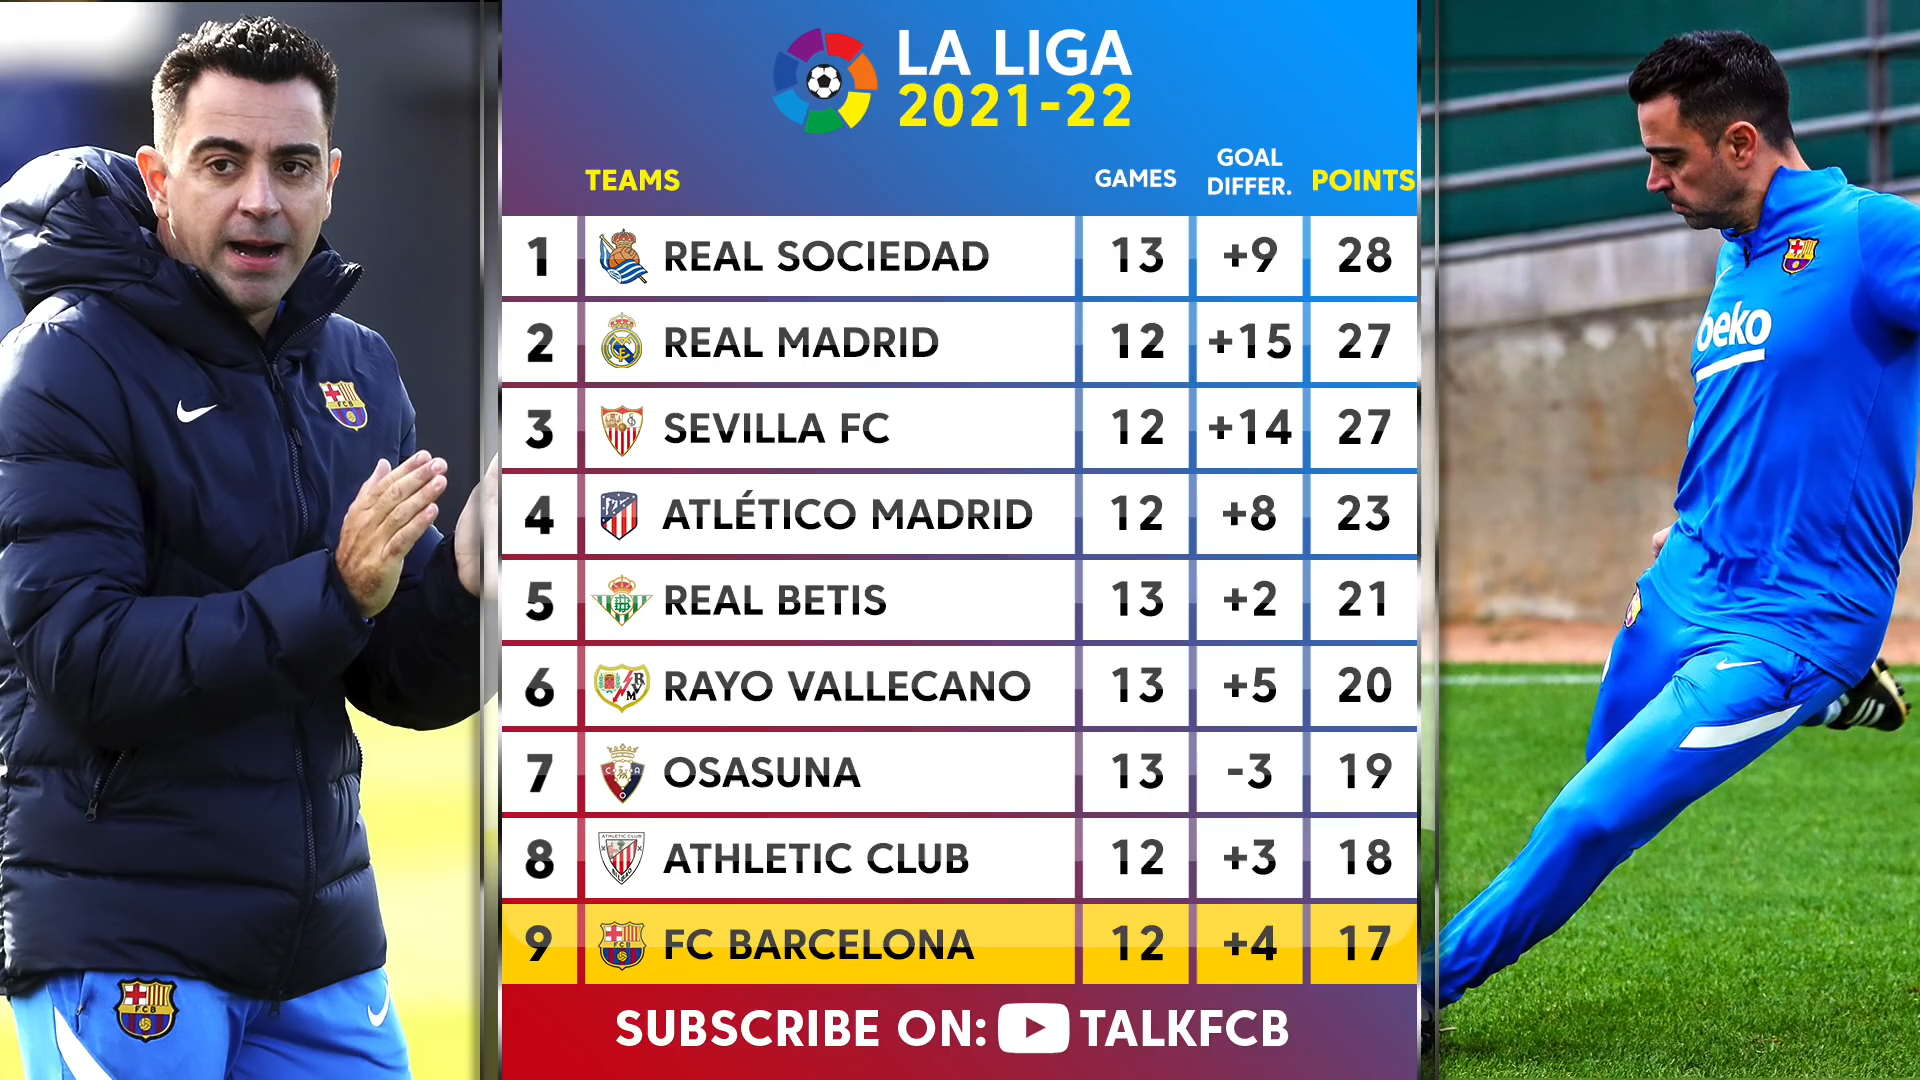 LA LIGA
2021-22
TEAMS GAMES GOAL DIFFER. POINTS
1 REAL SOCIEDAD 13 +9 28
2 REAL MADRID 12 +15 27
3 SEVILLA FC 12 +14 27
4 ATLÉTICO MADRID 12 +8 23
5 REAL BETIS 13 +2 21
6 RAYO VALLECANO 13 +5 20
7 OSASUNA 13 -3 19
8 ATHLETIC CLUB 12 +3 18
9 FC BARCELONA 12 +4 17
SUBSCRIBE ON: TALKFCB
beko
FCB
FCB